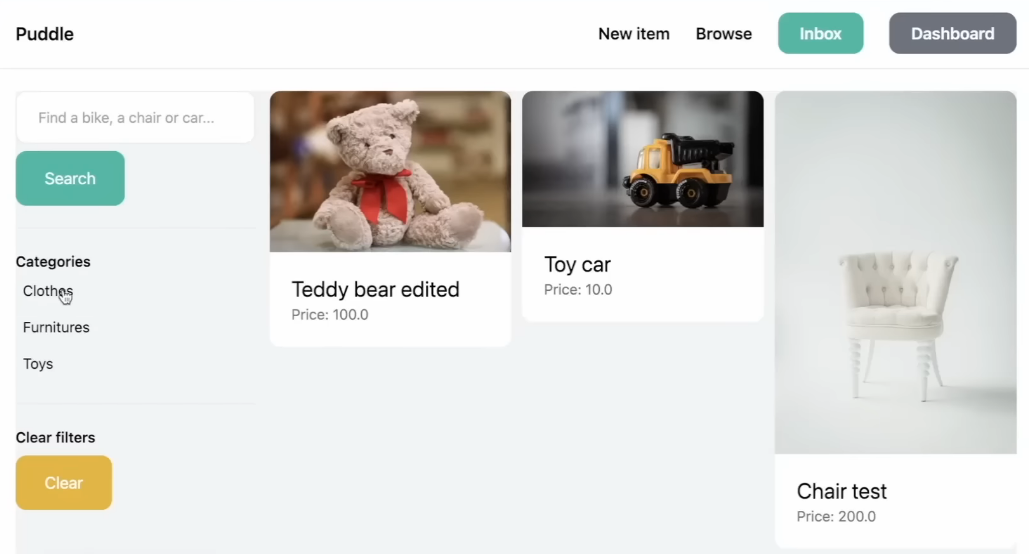 Puddle
New item
Browse
Inbox
Dashboard
Find a bike, a chair or car...
Search
Categories
Clothes
Furnitures
Toys
Clear filters
Clear
Teddy bear edited
Price: 100.0
Toy car
Price: 10.0
Chair test
Price: 200.0